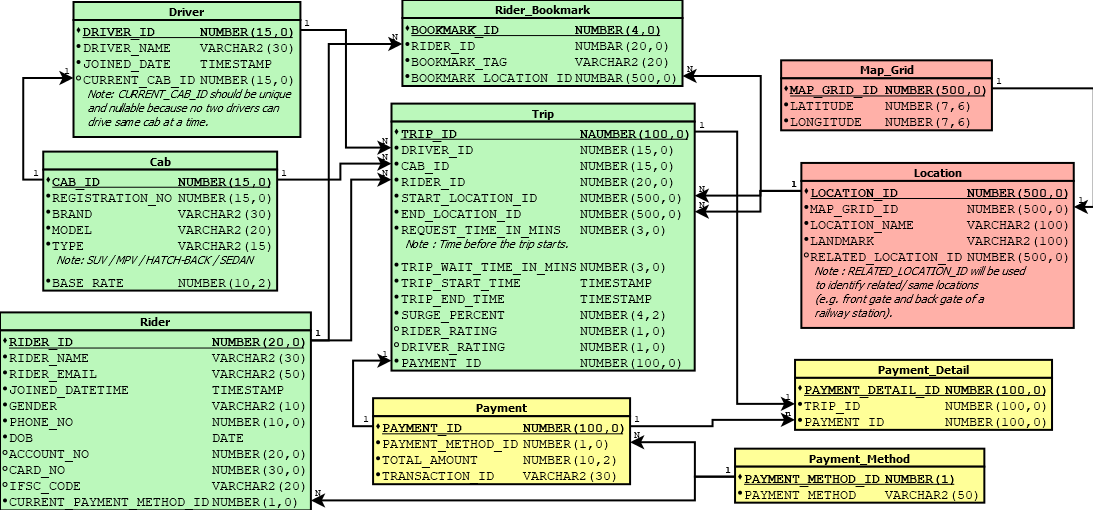 Driver
DRIVER_ID NUMBER(15,0)
DRIVER_NAME VARCHAR2(30)
JOINED_DATE TIMESTAMP
CURRENT_CAB_ID NUMBER(15,0)
Note: CURRENT_CAB_ID should be unique
and nullable because no two drivers can
drive same cab at a time.
1
1
Rider_Bookmark
BOOKMARK_ID NUMBER(4,0)
RIDER_ID NUMBAR(20,0)
BOOKMARK_TAG VARCHAR2(20)
BOOKMARK_LOCATION_ID NUMBAR(500,0)
N
N
Map_Grid
MAP_GRID_ID NUMBER(500,0)
LATITUDE NUMBER(7,6)
LONGITUDE NUMBER(7,6)
1
Cab
CAB_ID NUMBER(15,0)
REGISTRATION_NO NUMBER(15,0)
BRAND VARCHAR2(30)
MODEL VARCHAR2(20)
TYPE VARCHAR2(15)
Note: SUV / MPV / HATCH-BACK / SEDAN
BASE_RATE NUMBER(10,2)
1
1
Trip
TRIP_ID NAUMBER(100,0)
DRIVER_ID NUMBER(15,0)
CAB_ID NUMBER(15,0)
RIDER_ID NUMBER(20,0)
START_LOCATION_ID NUMBER(500,0)
END_LOCATION_ID NUMBER(500,0)
REQUEST_TIME_IN_MINS NUMBER(3,0)
Note : Time before the trip starts.
TRIP_WAIT_TIME_IN_MINS NUMBER(3,0)
TRIP_START_TIME TIMESTAMP
TRIP_END_TIME TIMESTAMP
SURGE_PERCENT NUMBER(4,2)
RIDER_RATING NUMBER(1,0)
DRIVER_RATING NUMBER(1,0)
PAYMENT_ID NUMBER(100,0)
N
N
N
1
N
N
1
Location
LOCATION_ID NUMBER(500,0)
MAP_GRID_ID NUMBER(500,0)
LOCATION_NAME VARCHAR2(100)
LANDMARK VARCHAR2(100)
RELATED_LOCATION_ID NUMBER(500,0)
Note : RELATED_LOCATION_ID will be used
to identify related/ same locations
(e.g. front gate and back gate of a
railway station).
1
1
Rider
RIDER_ID NUMBER(20,0)
RIDER_NAME VARCHAR2(30)
RIDER_EMAIL VARCHAR2(50)
JOINED_DATETIME TIMESTAMP
GENDER VARCHAR2(10)
PHONE_NO NUMBER(10,0)
DOB DATE
ACCOUNT_NO NUMBER(20,0)
CARD_NO NUMBER(30,0)
IFSC_CODE VARCHAR2(20)
CURRENT_PAYMENT_METHOD_ID NUMBER(1,0)
1
N
Payment
PAYMENT_ID NUMBER(100,0)
PAYMENT_METHOD_ID NUMBER(1,0)
TOTAL_AMOUNT NUMBER(10,2)
TRANSACTION_ID VARCHAR2(30)
1
1
N
Payment_Detail
PAYMENT_DETAIL_ID NUMBER(100,0)
TRIP_ID NUMBER(100,0)
PAYMENT_ID NUMBER(100,0)
1
Payment_Method
PAYMENT_METHOD_ID NUMBER(1)
PAYMENT_METHOD VARCHAR2(50)
1